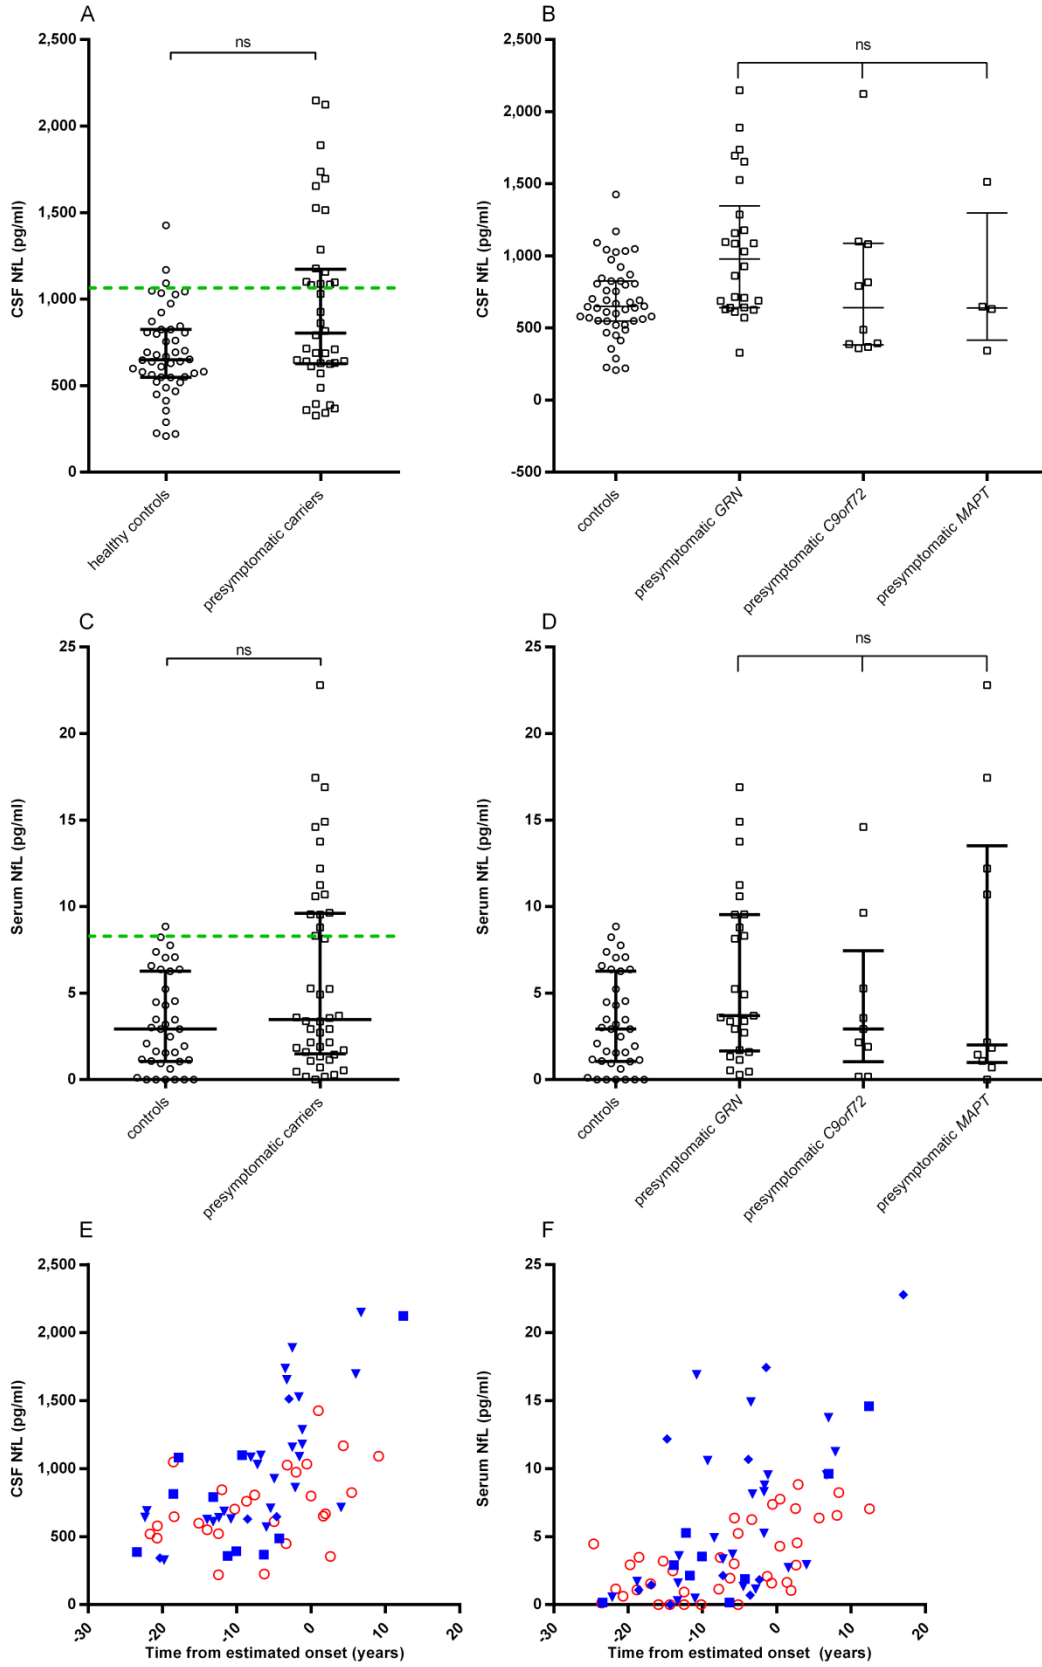 A
2,500
2,000
1,500
1,000
500
0
CSF NfL (pg/ml)
ns
healthy controls
presymptomatic carriers
B
2,500
2,000
1,500
1,000
500
0
-500
CSF NfL (pg/ml)
ns
controls
presymptomatic GRN
presymptomatic C9orf72
presymptomatic MAPT
C
25
20
15
10
5
0
Serum NfL (pg/ml)
ns
controls
presymptomatic carriers
D
25
20
15
10
5
0
Serum NfL (pg/ml)
ns
controls
presymptomatic GRN
presymptomatic C9orf72
presymptomatic MAPT
E
2,500
2,000
1,500
1,000
500
0
CSF NfL (pg/ml)
-30
-20
-10
0
10
20
Time from estimated onset (years)
F
25
20
15
10
5
0
Serum NfL (pg/ml)
-30
-20
-10
0
10
20
Time from estimated onset (years)